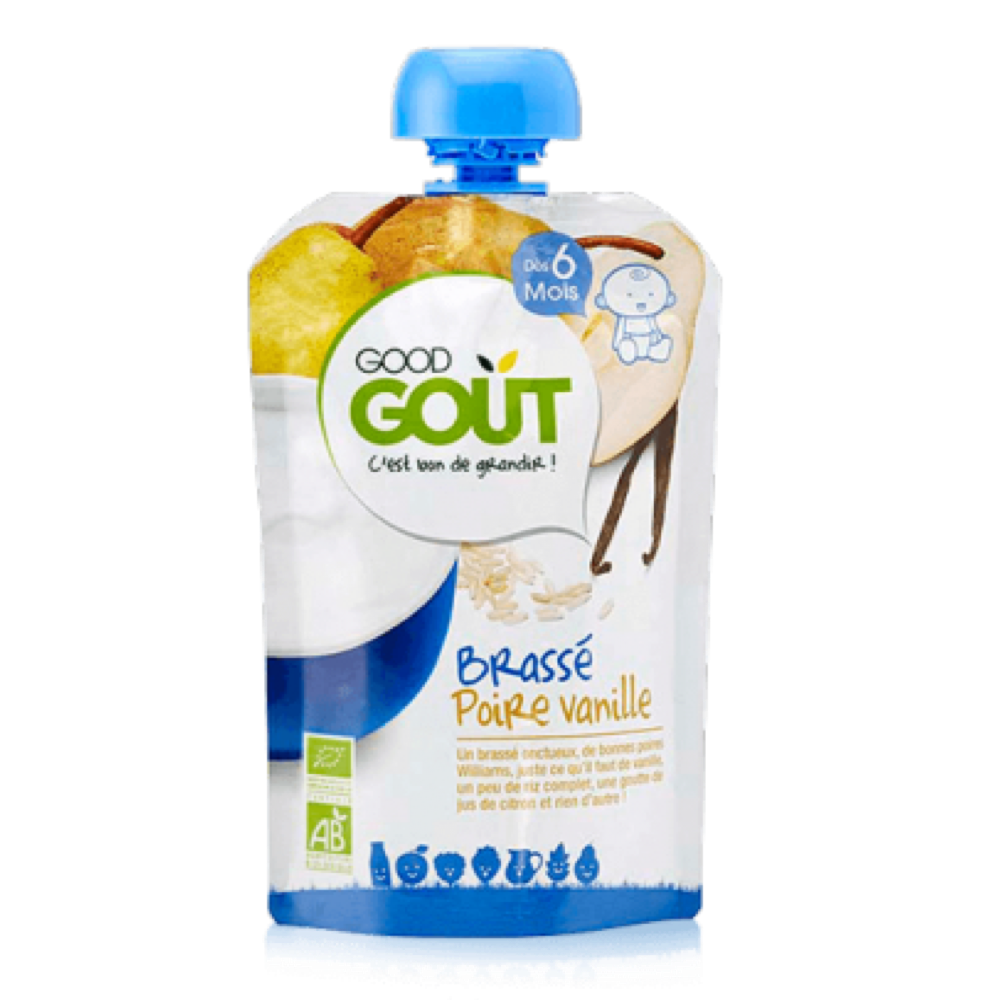 Dès 6
Mois
GOOD
GOÛT
C'est bon de grandir !
Brassé
Poire vanille
Un brassé onctueux, de bonnes poires
Williams, juste ce qu'il faut de vanille,
un peu de riz complet, une goutte de
jus de citron et rien d'autre !
AB